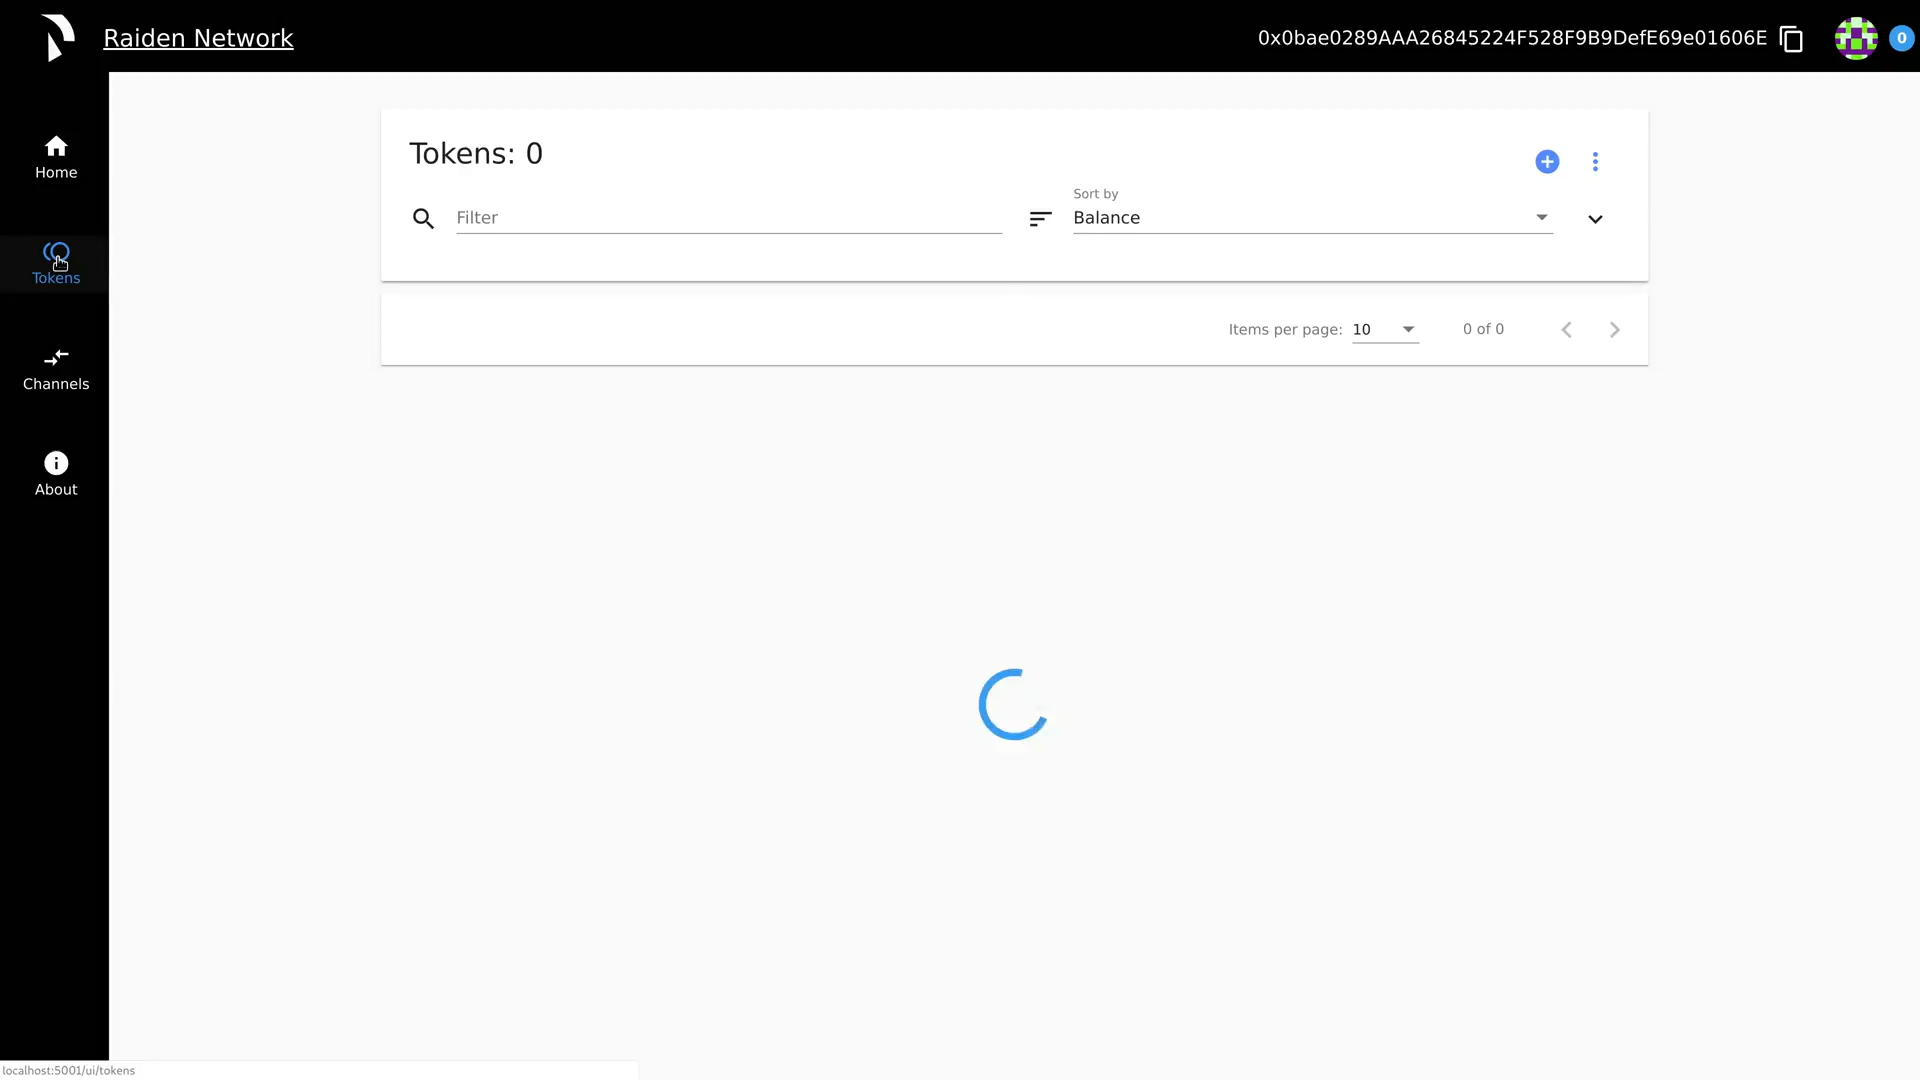 Raiden Network
0x0bae0289AAA26845224F528F9B9DefE69e01606E
0
Home
Tokens
Channels
About
Tokens: 0
Filter
Sort by
Balance
Items per page: 10
0 of 0
localhost:5001/ui/tokens